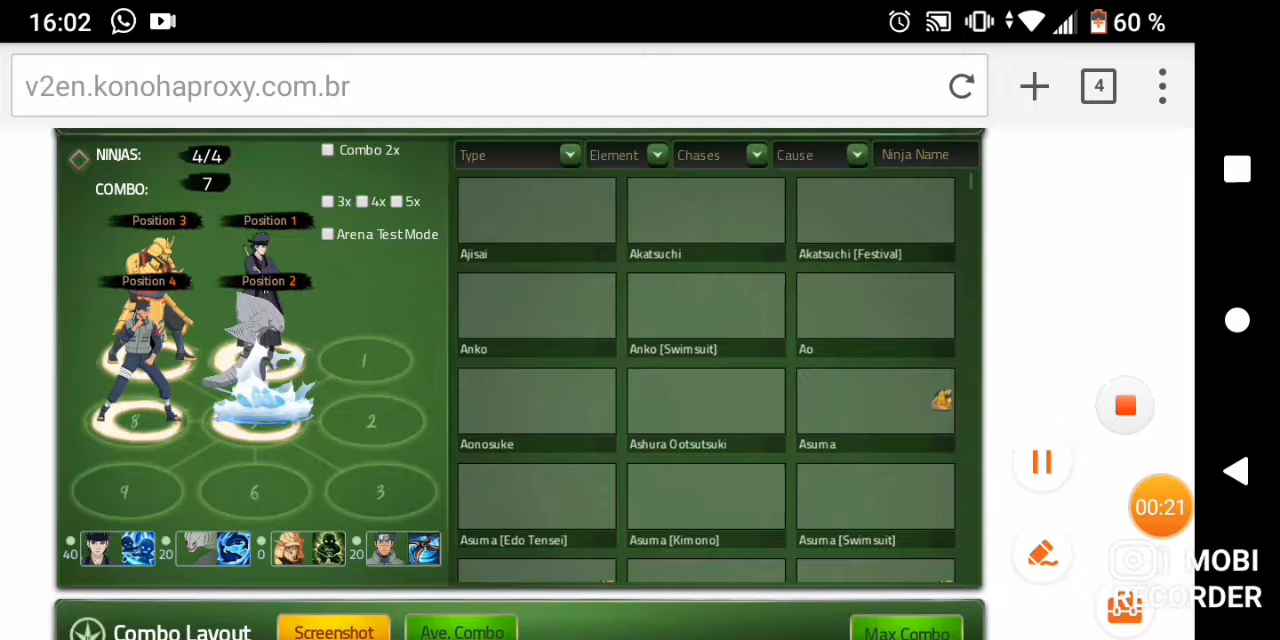 16:02
60 %
v2en.konohaproxy.com.br
4
NINJAS: 4/4
Combo 2x
COMBO: 7
3x 4x 5x
Arena Test Mode
Position 3
Position 1
Position 4
Position 2
1
8
2
9
6
3
40
20
0
20
Type
Element
Chases
Cause
Ninja Name
Ajisai
Akatsuchi
Akatsuchi [Festival]
Anko
Anko [Swimsuit]
Ao
Aonosuke
Ashura Ootsutsuki
Asuma
Asuma [Edo Tensei]
Asuma [Kimono]
Asuma [Swimsuit]
Combo Layout
Screenshot
Ave. Combo
Max Combo
00:21
MOBI
RECORDER